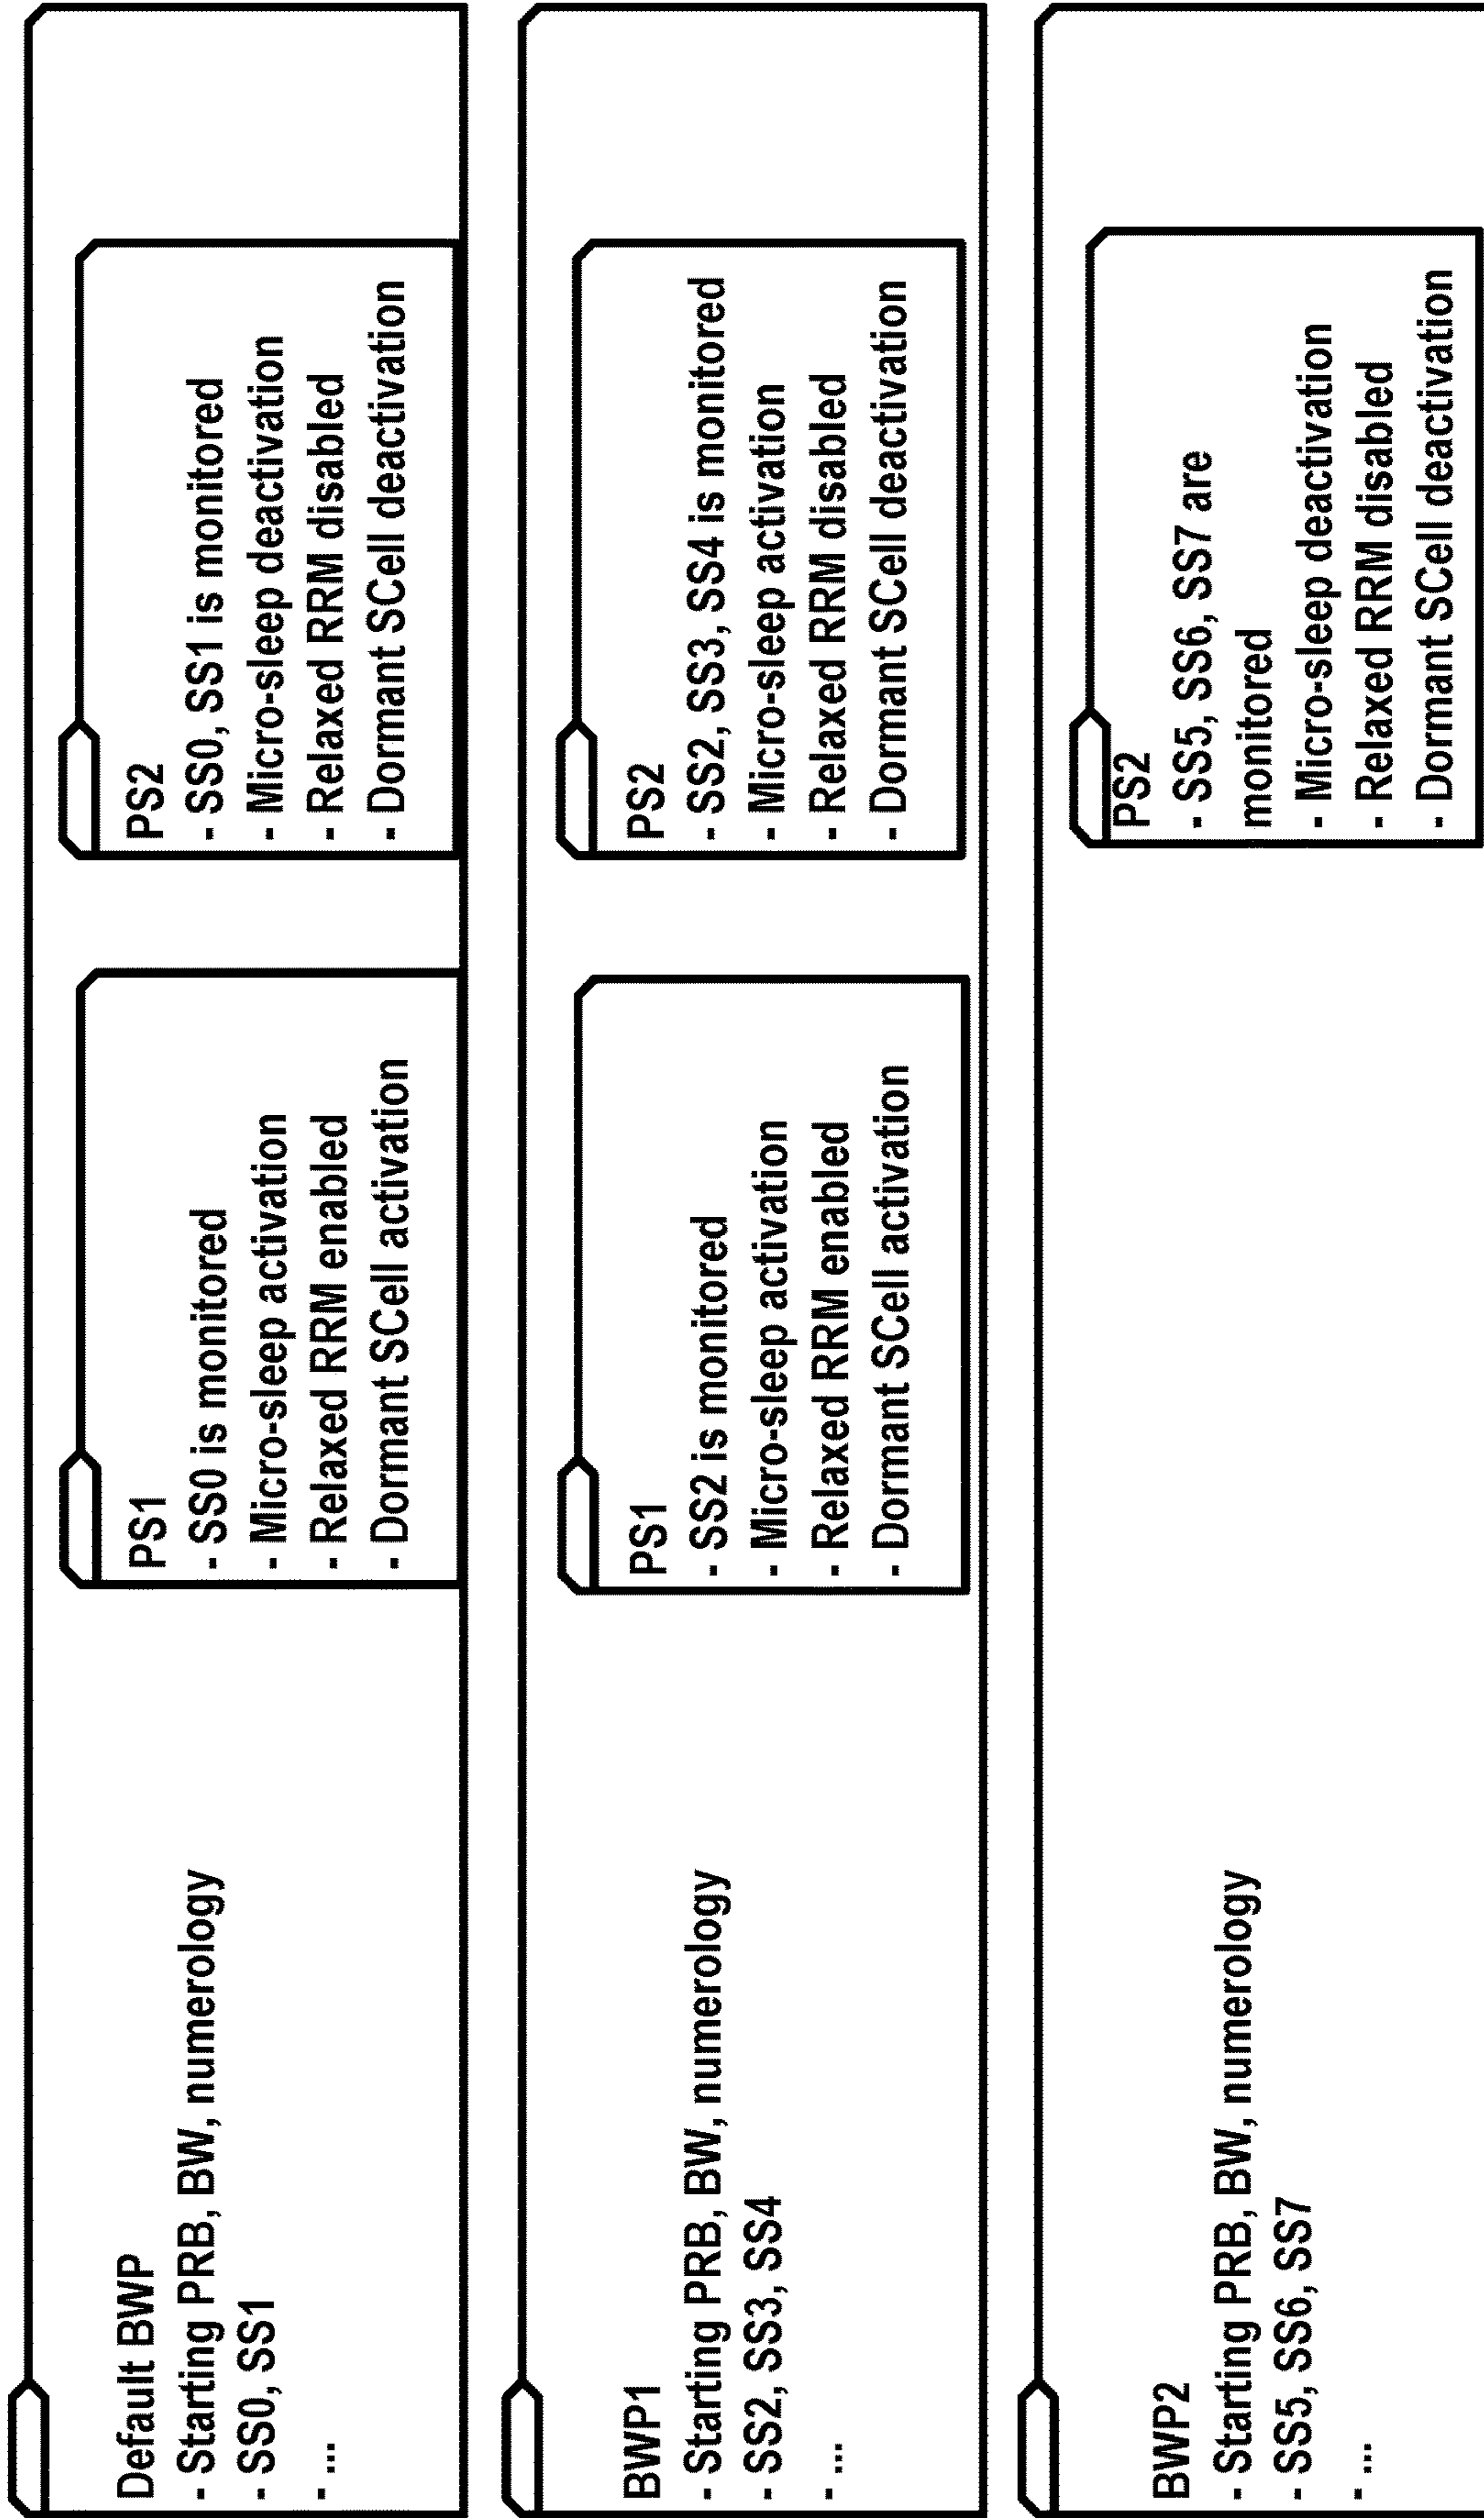 Default BWP
- Starting PRB, BW, numerology
- SS0, SS1
- ...
PS1
- SS0 is monitored
- Micro-sleep activation
- Relaxed RRM enabled
- Dormant SCell activation
PS2
- SS0, SS1 is monitored
- Micro-sleep deactivation
- Relaxed RRM disabled
- Dormant SCell deactivation
BWP1
- Starting PRB, BW, numerology
- SS2, SS3, SS4
- ...
PS1
- SS2 is monitored
- Micro-sleep activation
- Relaxed RRM enabled
- Dormant SCell activation
PS2
- SS2, SS3, SS4 is monitored
- Micro-sleep activation
- Relaxed RRM disabled
- Dormant SCell deactivation
BWP2
- Starting PRB, BW, numerology
- SS5, SS6, SS7
- ...
PS2
- SS5, SS6, SS7 are
monitored
- Micro-sleep deactivation
- Relaxed RRM disabled
- Dormant SCell deactivation